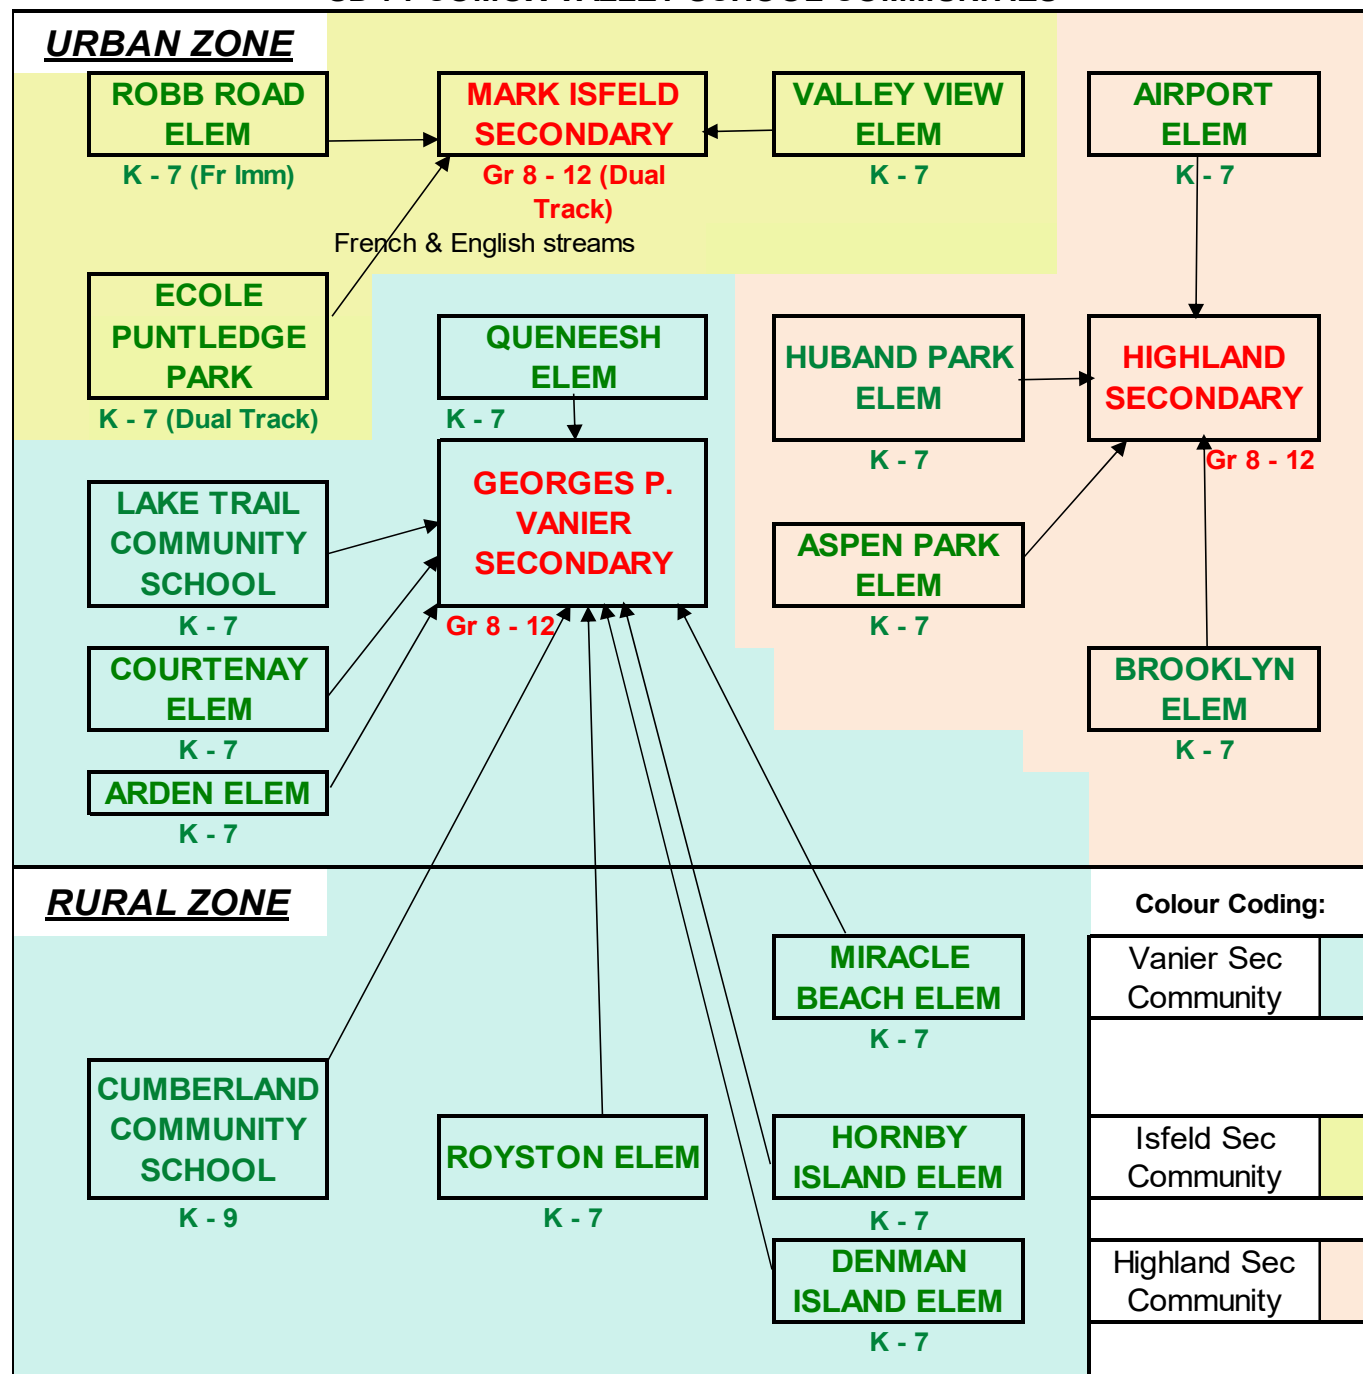 URBAN ZONE
ROBB ROAD
ELEM
K - 7 (Fr Imm)
MARK ISFELD
SECONDARY
Gr 8 - 12 (Dual
Track)
French & English streams
VALLEY VIEW
ELEM
K - 7
AIRPORT
ELEM
K - 7
ECOLE
PUNTLEDGE
PARK
K - 7 (Dual Track)
QUENEESH
ELEM
K - 7
HUBAND PARK
ELEM
K - 7
HIGHLAND
SECONDARY
Gr 8 - 12
LAKE TRAIL
COMMUNITY
SCHOOL
K - 7
GEORGES P.
VANIER
SECONDARY
Gr 8 - 12
ASPEN PARK
ELEM
K - 7
COURTENAY
ELEM
K - 7
BROOKLYN
ELEM
K - 7
ARDEN ELEM
K - 7
RURAL ZONE
Colour Coding:
MIRACLE
BEACH ELEM
K - 7
Vanier Sec
Community
CUMBERLAND
COMMUNITY
SCHOOL
K - 9
ROYSTON ELEM
K - 7
HORNBY
ISLAND ELEM
K - 7
Isfeld Sec
Community
DENMAN
ISLAND ELEM
K - 7
Highland Sec
Community